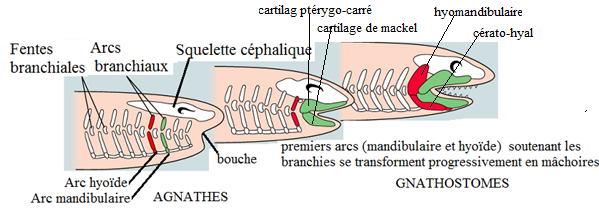 cartilag ptérygo-carré
hyomandibulaire
cartilage de mackel
cérato-hyal
Fentes
branchiales
Arcs
branchiaux
Squelette céphalique
bouche
Arc hyoïde
Arc mandibulaire
AGNATHES
premiers arcs (mandibulaire et hyoïde) soutenant les
branchies se transforment progressivement en mâchoires
GNATHOSTOMES